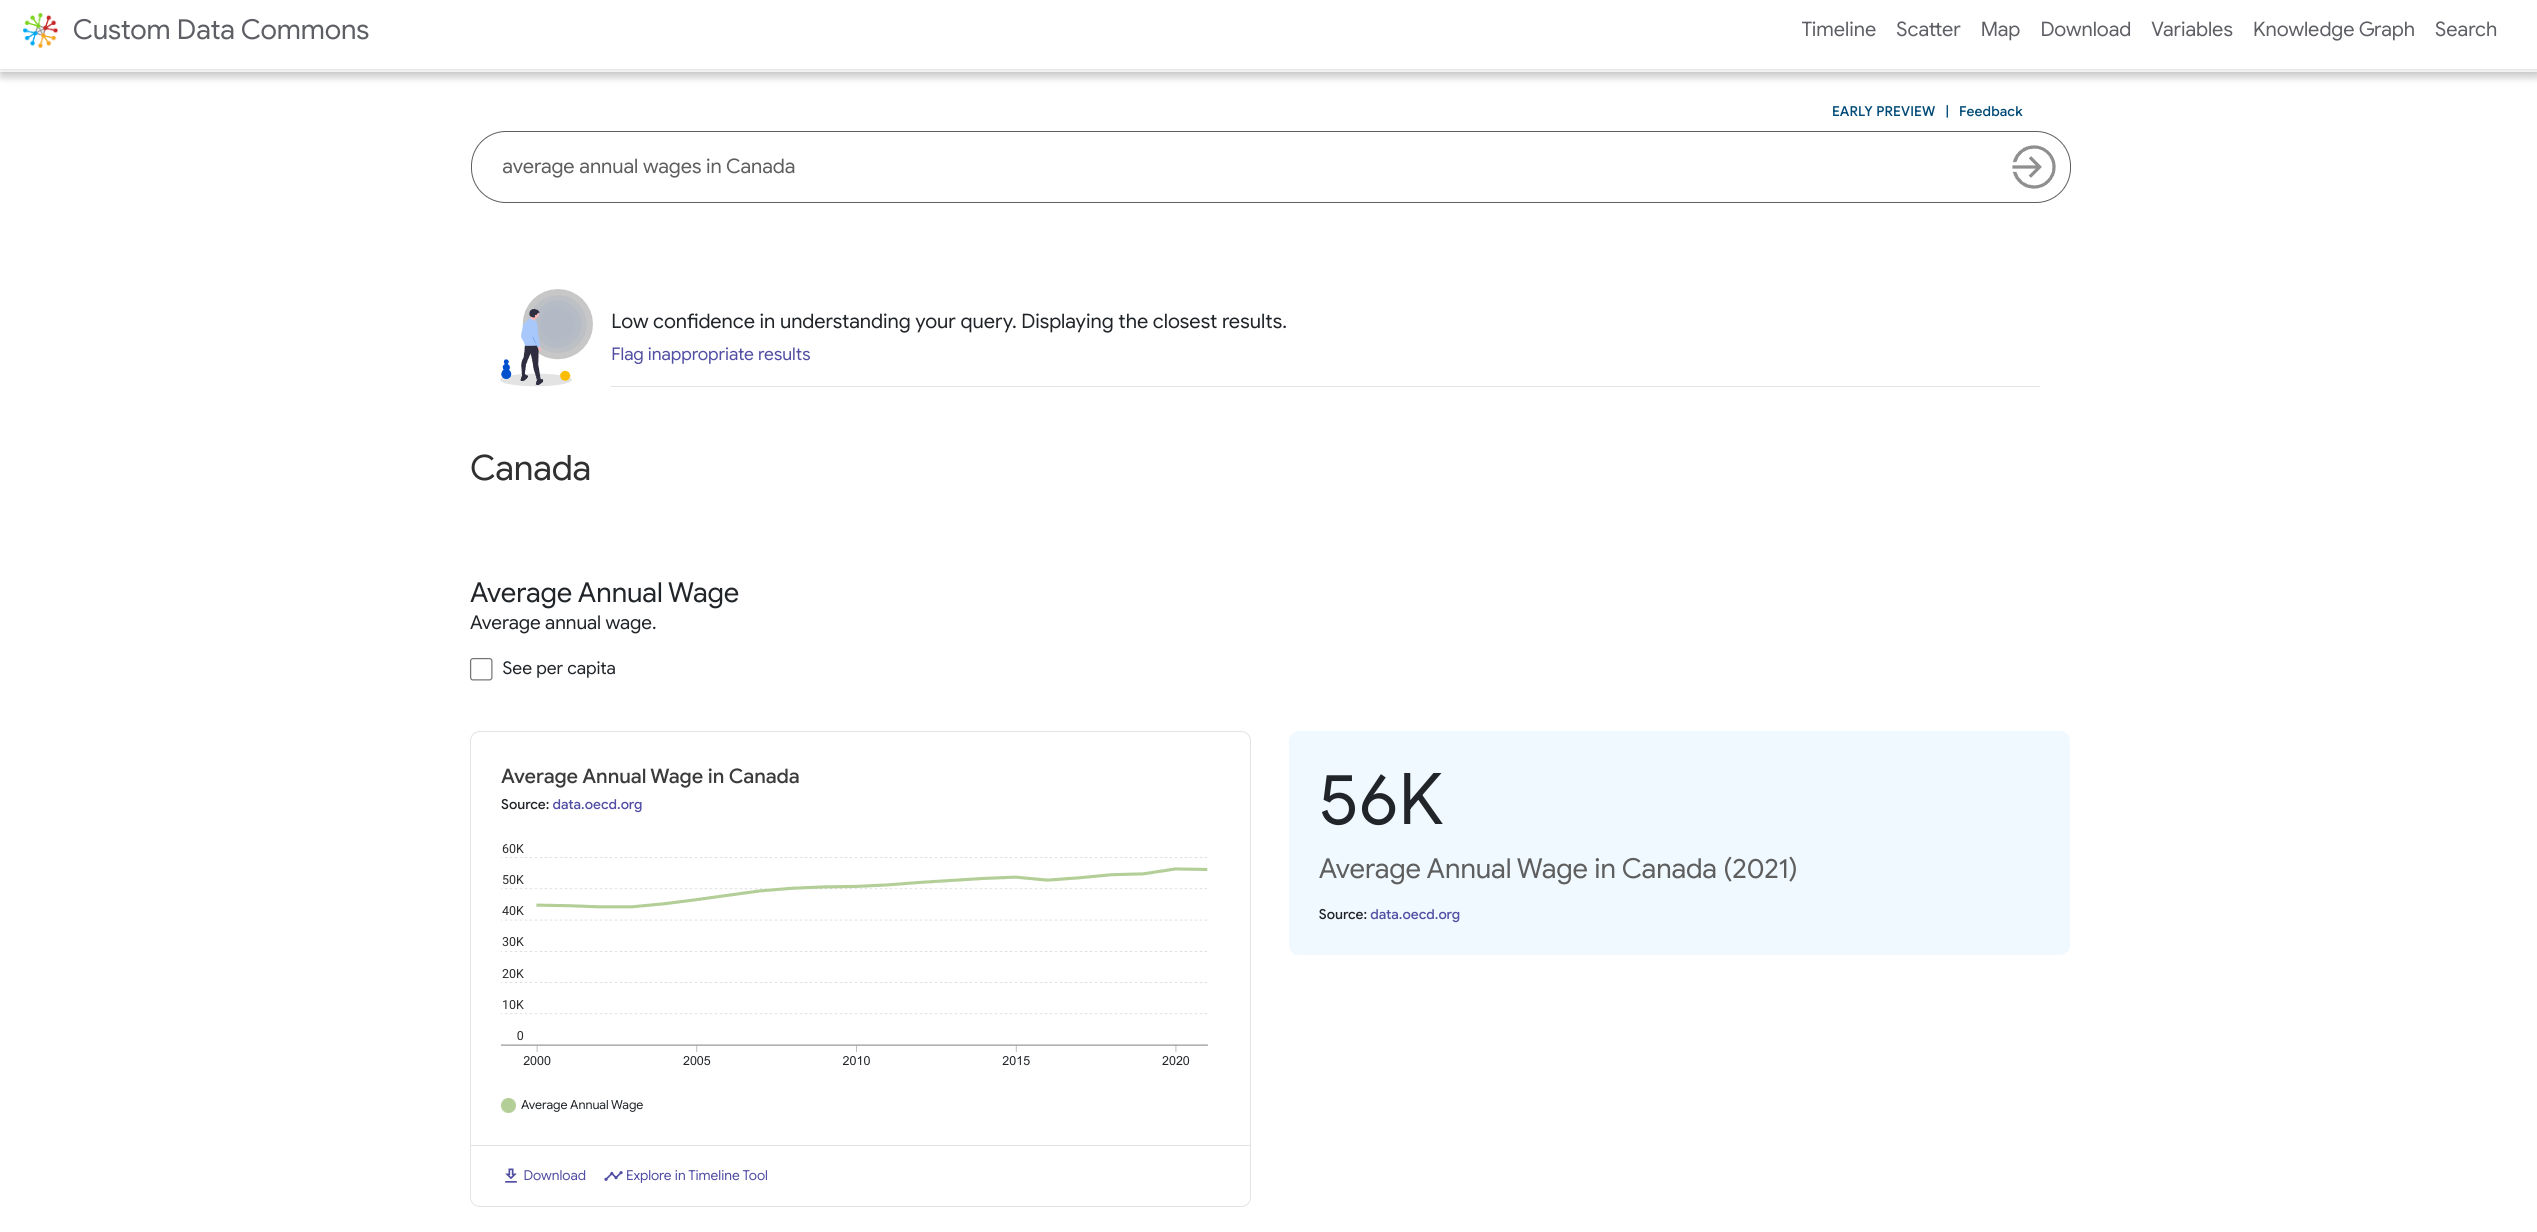 Custom Data Commons
Timeline Scatter Map Download Variables Knowledge Graph Search
EARLY PREVIEW | Feedback
average annual wages in Canada
Low confidence in understanding your query. Displaying the closest results.
Flag inappropriate results
Canada
Average Annual Wage
Average annual wage.
See per capita
Average Annual Wage in Canada
Source: data.oecd.org
60K
50K
40K
30K
20K
10K
0
2000 2005 2010 2015 2020
Average Annual Wage
Download Explore in Timeline Tool
56K
Average Annual Wage in Canada (2021)
Source: data.oecd.org